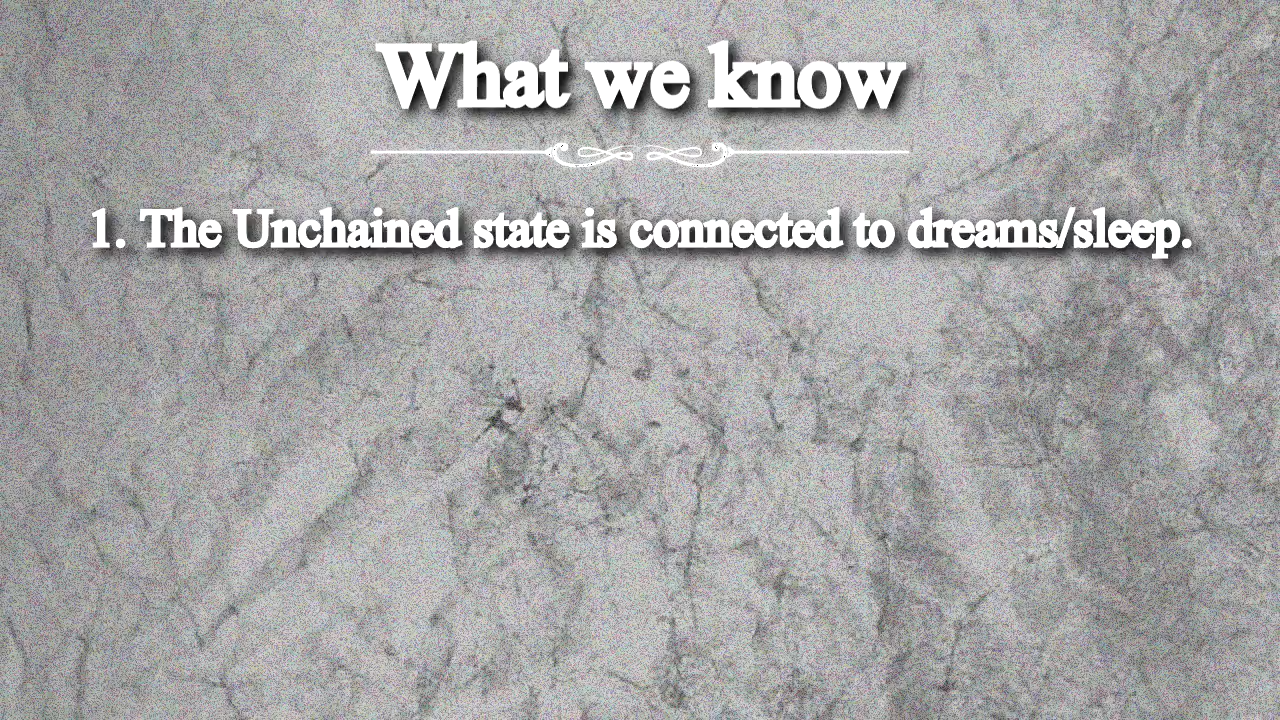 What we know
1. The Unchained state is connected to dreams/sleep.